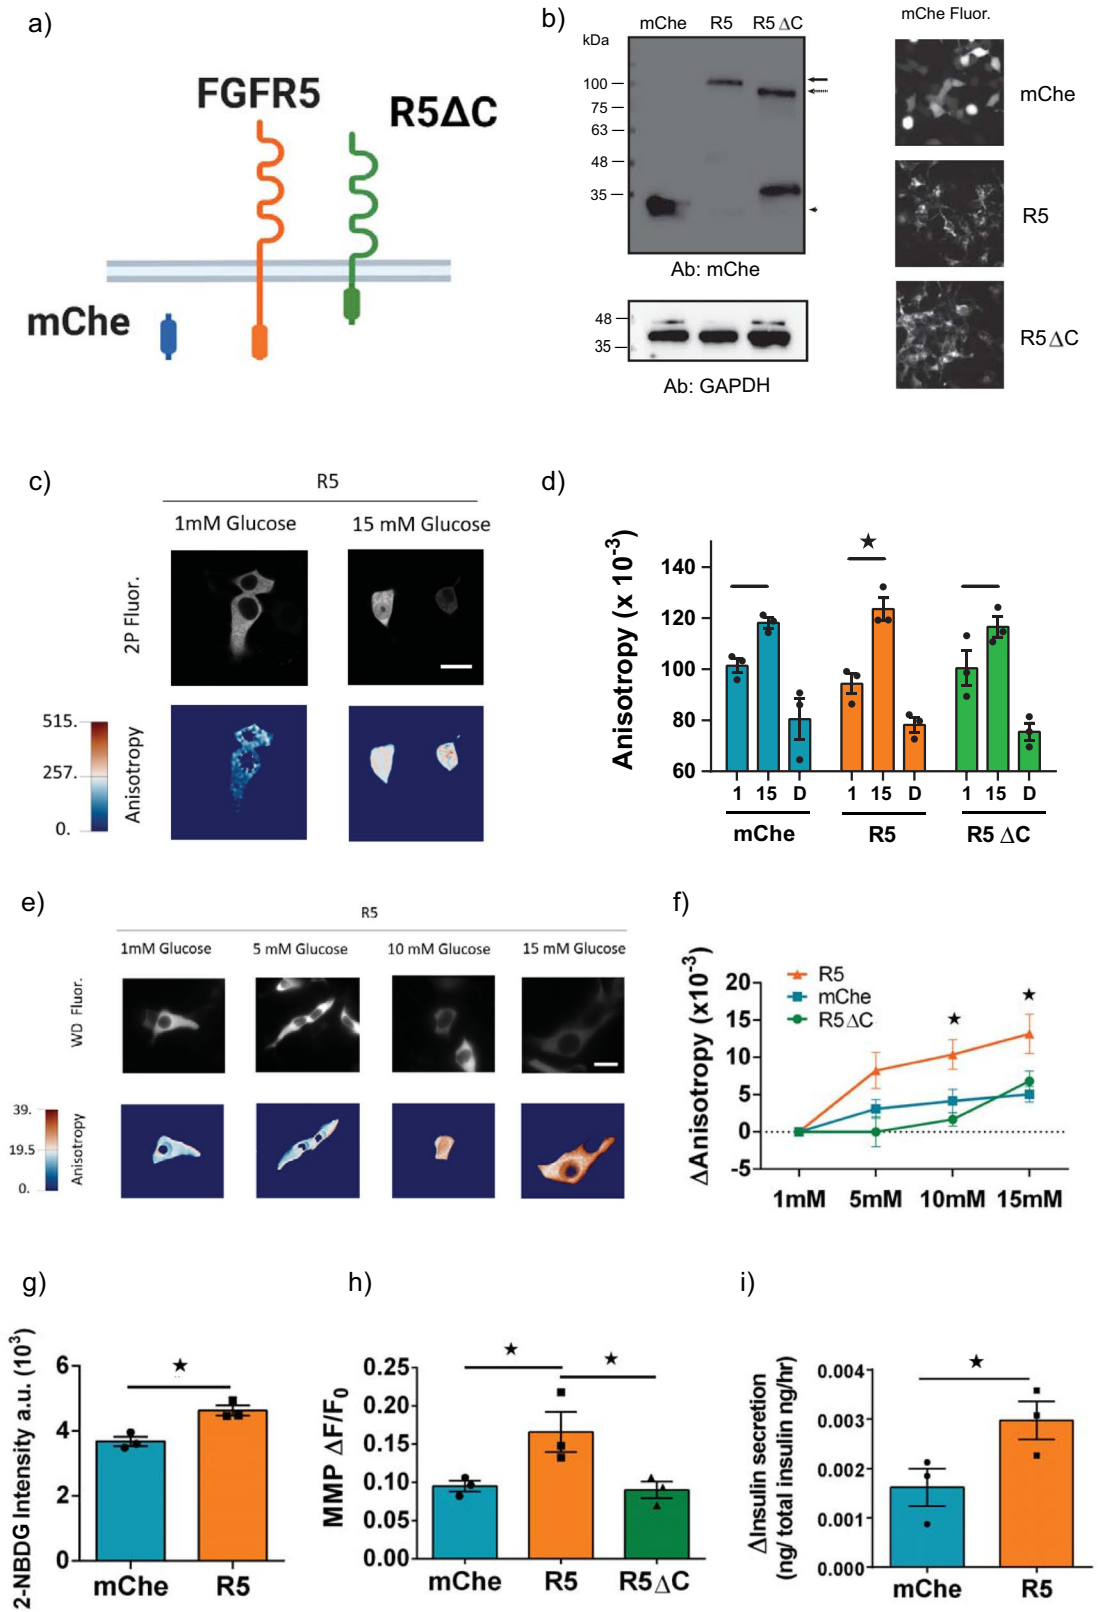 a)
FGFR5
R5ΔC
mChe
b)
mChe R5 R5 ΔC
kDa
100
75
63
48
35
Ab: mChe
48
35
Ab: GAPDH
mChe Fluor.
mChe
R5
R5 ΔC
c)
R5
1mM Glucose 15 mM Glucose
2P Fluor.
Anisotropy
515.
257.
0.
d)
Anisotropy (x 10-3)
140
120
100
80
60
1 15 D 1 15 D 1 15 D
mChe R5 R5 ΔC
e)
R5
1mM Glucose 5 mM Glucose 10 mM Glucose 15 mM Glucose
WD Fluor.
Anisotropy
39.
19.5
0.
f)
ΔAnisotropy (x10-3)
R5
mChe
R5ΔC
20
15
10
5
0
-5
1mM 5mM 10mM 15mM
g)
2-NBDG Intensity a.u. (103)
6
4
2
0
mChe R5
h)
MMP ΔF/F0
0.25
0.20
0.15
0.10
0.05
0.00
mChe R5 R5ΔC
i)
ΔInsulin secretion
(ng/ total insulin ng/hr)
0.004
0.003
0.002
0.001
0.000
mChe R5